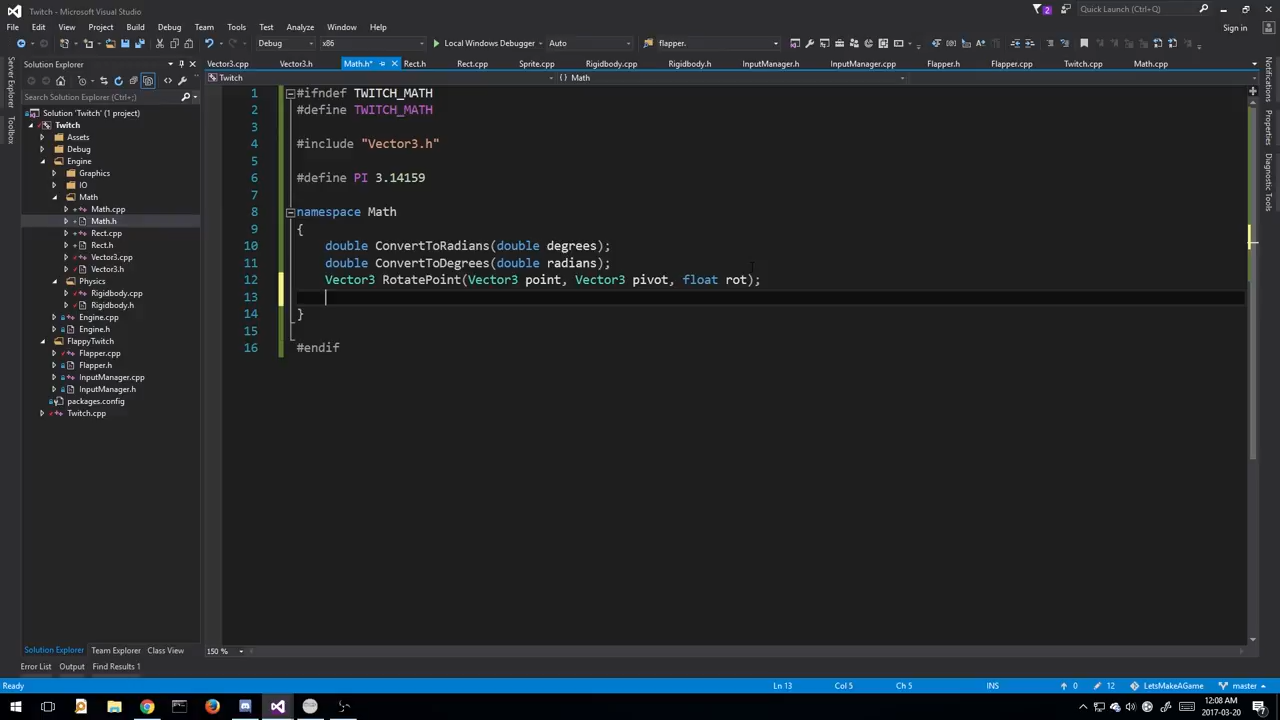 Twitch - Microsoft Visual Studio
2
Quick Launch (Ctrl+Q)
File Edit View Project Build Debug Team Tools Test Analyze Window Help
Sign in
Debug x86 Local Windows Debugger Auto flapper.
Server Explorer
Toolbox
Solution Explorer
Search Solution Explorer (Ctrl+;)
Solution 'Twitch' (1 project)
Twitch
Assets
Debug
Engine
Graphics
IO
Math
Math.cpp
Math.h
Rect.cpp
Rect.h
Vector3.cpp
Vector3.h
Physics
Rigidbody.cpp
Rigidbody.h
Engine.cpp
Engine.h
FlappyTwitch
Flapper.cpp
Flapper.h
InputManager.cpp
InputManager.h
packages.config
Twitch.cpp
Solution Explorer Team Explorer Class View
Vector3.cpp Vector3.h Math.h* Rect.h Rect.cpp Sprite.cpp Rigidbody.cpp Rigidbody.h InputManager.h InputManager.cpp Flapper.h Flapper.cpp Twitch.cpp Math.cpp
Twitch {} Math
1 #ifndef TWITCH_MATH
2 #define TWITCH_MATH
3
4 #include "Vector3.h"
5
6 #define PI 3.14159
7
8 namespace Math
9 {
10 double ConvertToRadians(double degrees);
11 double ConvertToDegrees(double radians);
12 Vector3 RotatePoint(Vector3 point, Vector3 pivot, float rot);
13
14 }
15
16 #endif
150 %
Notifications
Properties
Diagnostic Tools
Error List Output Find Results 1
Ready Ln 13 Col 5 Ch 5 INS 0 12 LetsMakeAGame master
12:08 AM
2017-03-20